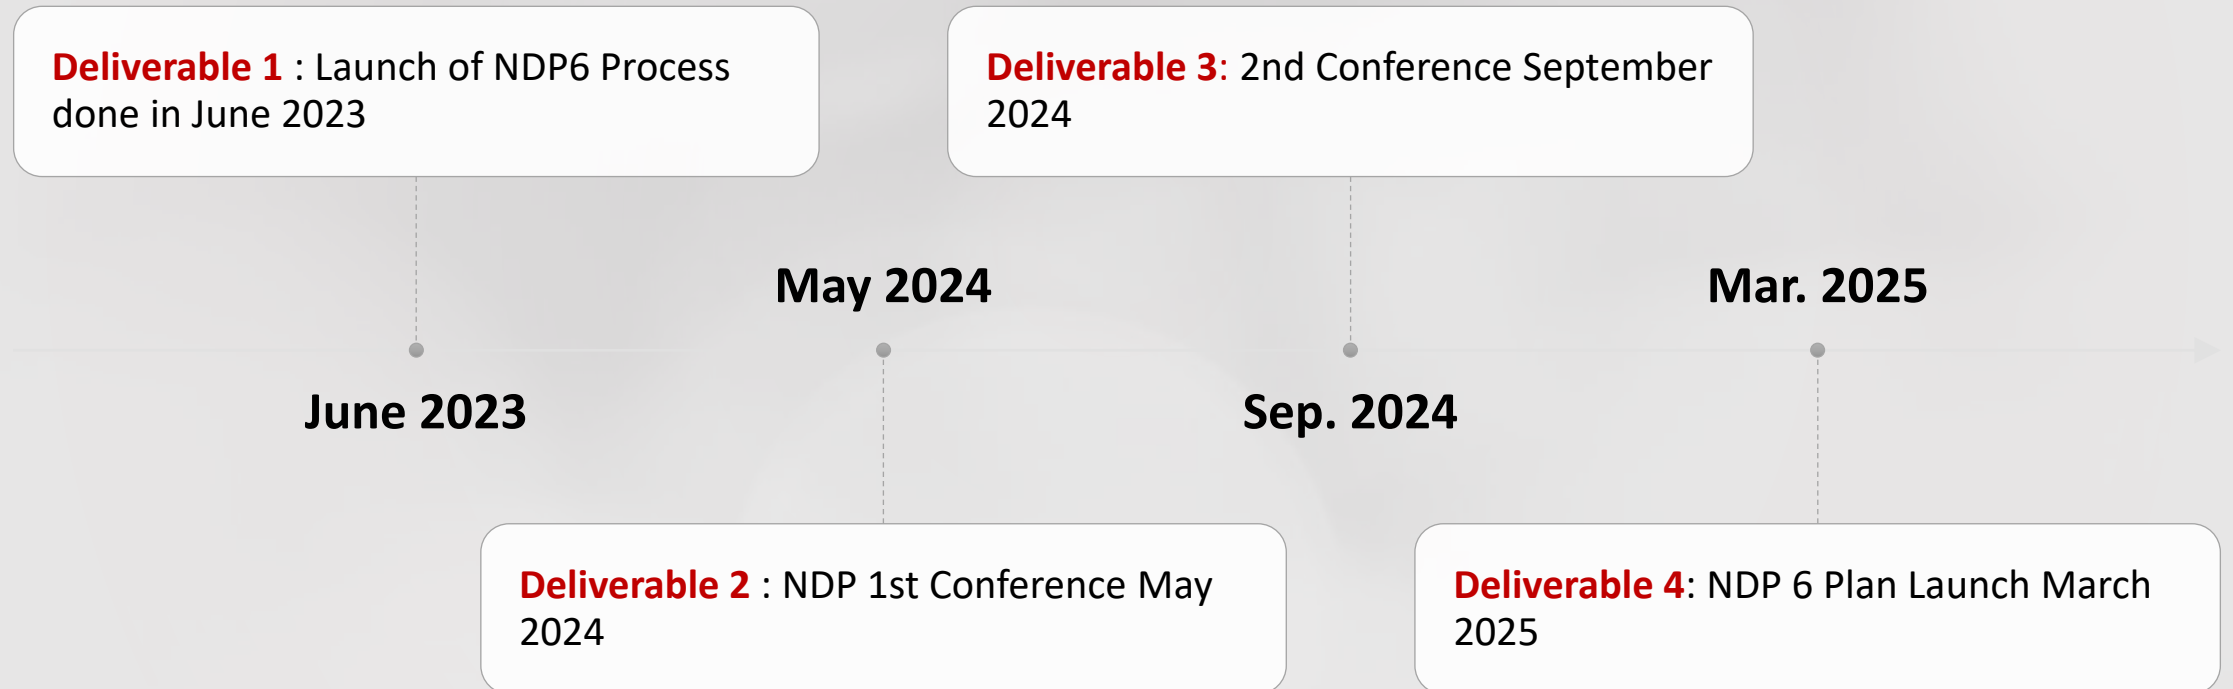 Deliverable 1 : Launch of NDP6 Process
done in June 2023
Deliverable 3: 2nd Conference September
2024
May 2024
Mar. 2025
June 2023
Sep. 2024
Deliverable 2 : NDP 1st Conference May
2024
Deliverable 4: NDP 6 Plan Launch March
2025